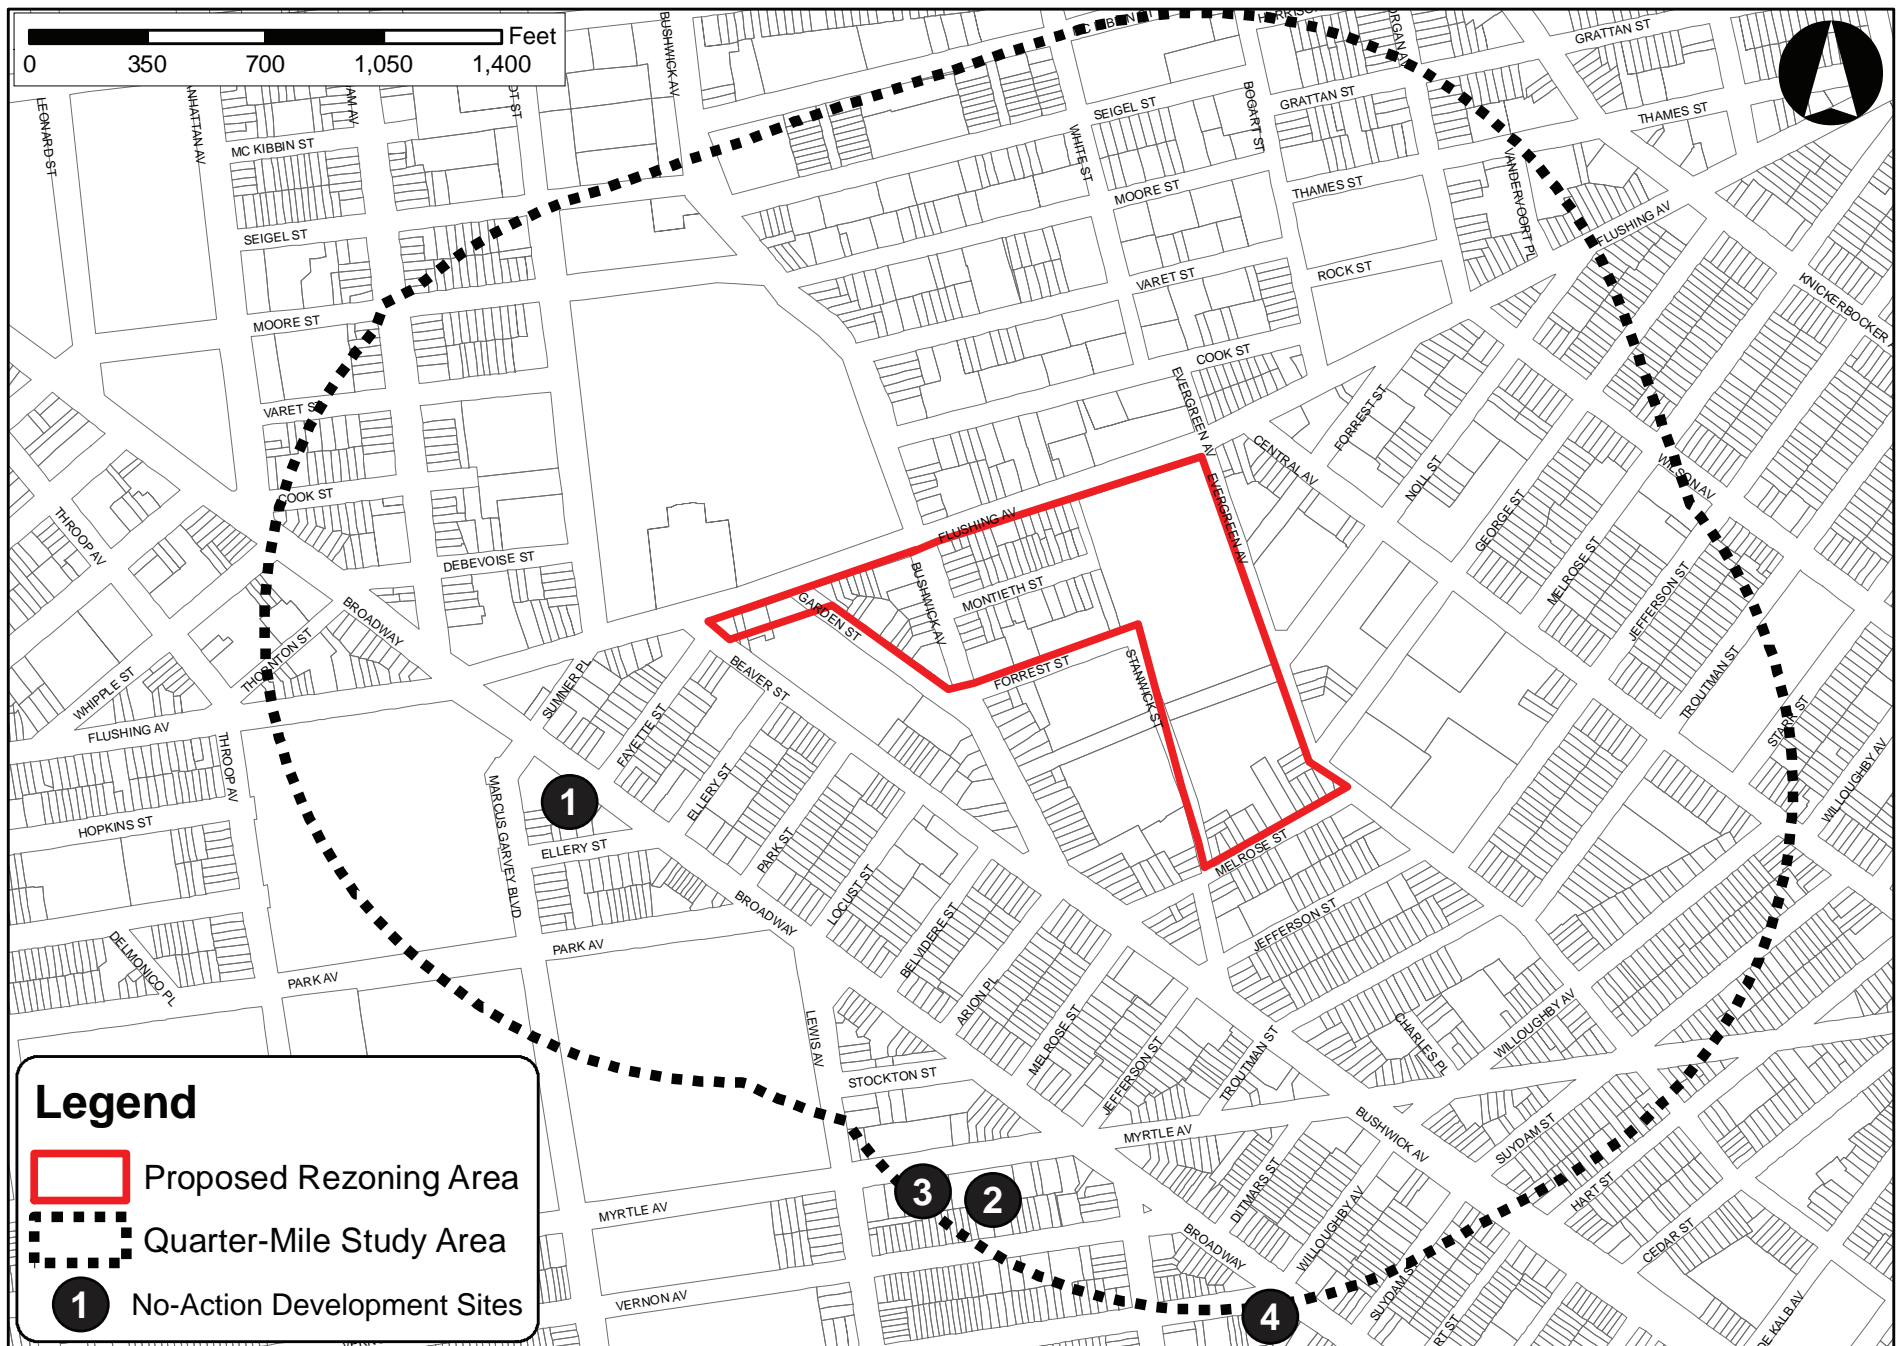 Feet
0 350 700 1,050 1,400
BUSHWICK AV
HARRISON
GRATTAN ST
LEONARD ST
MC KIBBIN ST
SEIGEL ST
BOGART ST
GRATTAN ST
THAMES ST
WHITE ST
MOORE ST
THAMES ST
VANDERVOORT PL
FLUSHING AV
SEIGEL ST
VARET ST
ROCK ST
KNICKERBOCKER
MOORE ST
COOK ST
EVERGREEN AV
FORREST ST
VARET ST
CENTRAL AV
NOLL ST
WILSON AV
COOK ST
THROOP AV
FLUSHING AV
EVERGREEN AV
GEORGE ST
DEBEVOISE ST
BUSHWICK AV
MONTIETH ST
MELROSE ST
JEFFERSON ST
BROADWAY
GARDEN ST
THORNTON ST
WHIPPLE ST
BEAVER ST
FORREST ST
STANWICK ST
TROUTMAN ST
STARR ST
SUMNER PL
FAYETTE ST
FLUSHING AV
THROOP AV
ELLERY ST
WILLOUGHBY AV
MARCUS GARVEY BLVD
1
HOPKINS ST
ELLERY ST
PARK ST
MELROSE ST
LOCUST ST
BROADWAY
JEFFERSON ST
BELVIDERE ST
PARK AV
DELMONICO PL
PARK AV
ARION PL
MELROSE ST
CHARLES PL
WILLOUGHBY AV
LEWIS AV
JEFFERSON ST
TROUTMAN ST
STOCKTON ST
MYRTLE AV
BUSHWICK AV
SUYDAM ST
DITMARS ST
HART ST
3
2
WILLOUGHBY AV
MYRTLE AV
BROADWAY
CEDAR ST
SUYDAM S
VERNON AV
4
DE KALB AV
Legend
Proposed Rezoning Area
Quarter-Mile Study Area
1 No-Action Development Sites